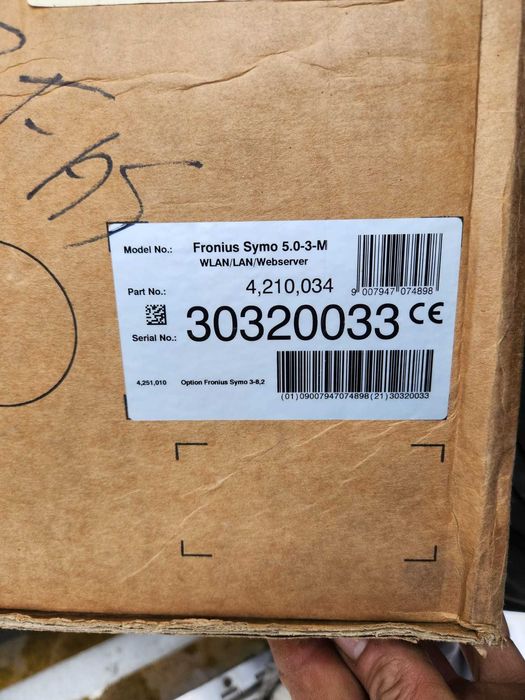 Model No.: Fronius Symo 5.0-3-M
WLAN/LAN/Webserver
Part No.: 4,210,034
9 007947 074898
Serial No.: 30320033 CE
4,251,010 Option Fronius Symo 3-8,2
(01)09007947074898(21)30320033